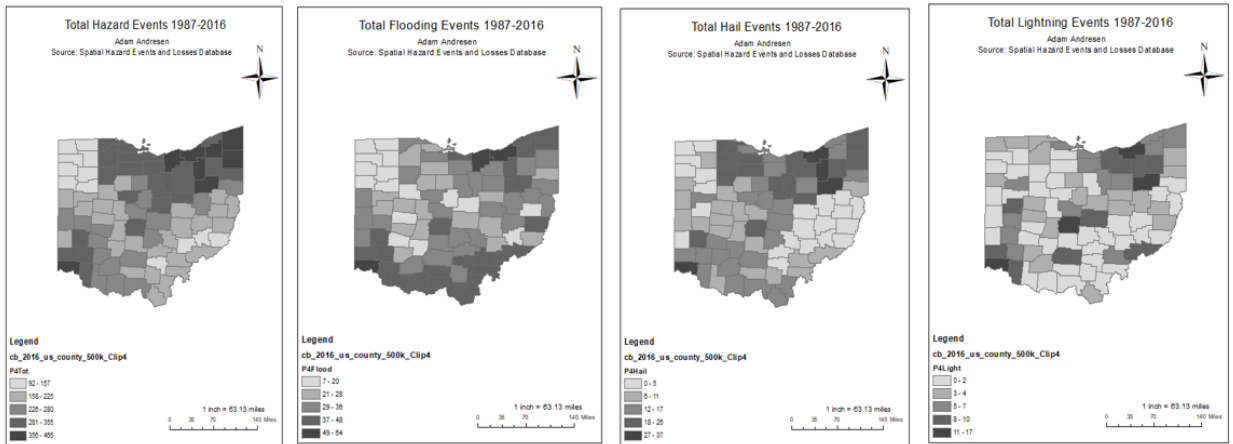 Total Hazard Events 1987-2016
Adam Andresen
Source: Spatial Hazard Events and Losses Database
N
Legend
cb_2016_us_county_500k_Clip4
P4Tot
92 - 157
158 - 225
226 - 280
281 - 355
356 - 465
1 inch = 63.13 miles
0 35 70 140 Miles
Total Flooding Events 1987-2016
Adam Andresen
Source: Spatial Hazard Events and Losses Database
N
Legend
cb_2016_us_county_500k_Clip4
P4Flood
7 - 20
21 - 28
29 - 36
37 - 48
49 - 64
1 inch = 63.13 miles
0 35 70 140 Miles
Total Hail Events 1987-2016
Adam Andresen
Source: Spatial Hazard Events and Losses Database
N
Legend
cb_2016_us_county_500k_Clip4
P4Hail
0 - 5
6 - 11
12 - 17
18 - 26
27 - 37
1 inch = 63.13 miles
0 35 70 140 Miles
Total Lightning Events 1987-2016
Adam Andresen
Source: Spatial Hazard Events and Losses Database
N
Legend
cb_2016_us_county_500k_Clip4
P4Light
0 - 2
3 - 4
5 - 7
8 - 10
11 - 17
1 inch = 63.13 miles
0 35 70 140 Miles